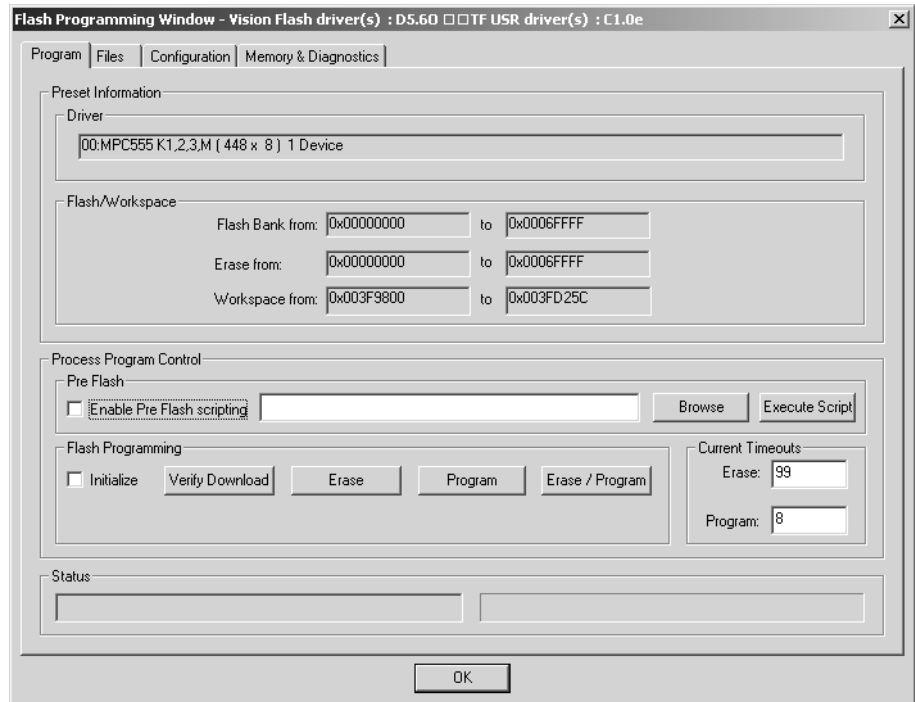 Flash Programming Window - Vision Flash driver(s) : D5.60 □□TF USR driver(s) : C1.0e
Program Files Configuration Memory & Diagnostics
Preset Information
Driver
00:MPC555 K1,2,3,M ( 448 x 8 ) 1 Device
Flash/Workspace
Flash Bank from: 0x00000000 to 0x0006FFFF
Erase from: 0x00000000 to 0x0006FFFF
Workspace from: 0x003F9800 to 0x003FD25C
Process Program Control
Pre Flash
Enable Pre Flash scripting Browse Execute Script
Flash Programming
Initialize Verify Download Erase Program Erase / Program
Current Timeouts
Erase: 99
Program: 8
Status
OK